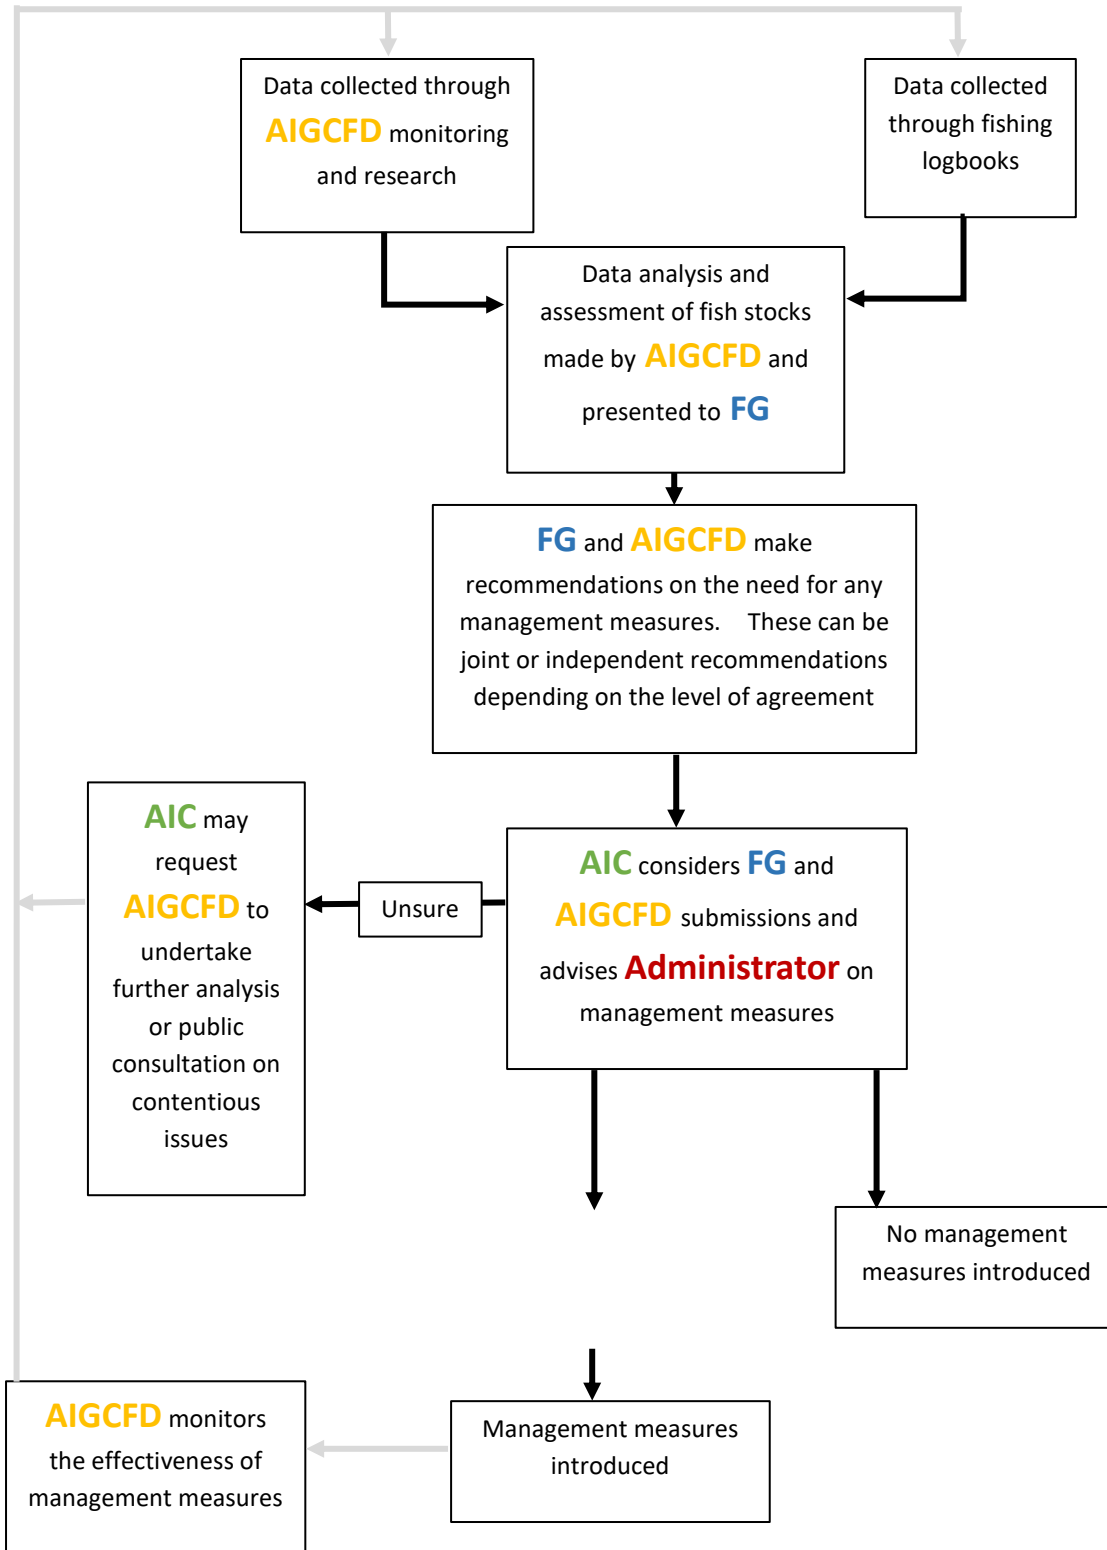 Data collected through
AIGCFD monitoring
and research
Data collected
through fishing
logbooks
Data analysis and
assessment of fish stocks
made by AIGCFD and
presented to FG
FG and AIGCFD make
recommendations on the need for any
management measures. These can be
joint or independent recommendations
depending on the level of agreement
AIC may
request
AIGCFD to
undertake
further analysis
or public
consultation on
contentious
issues
Unsure
AIC considers FG and
AIGCFD submissions and
advises Administrator on
management measures
No management
measures introduced
AIGCFD monitors
the effectiveness of
management measures
Management measures
introduced